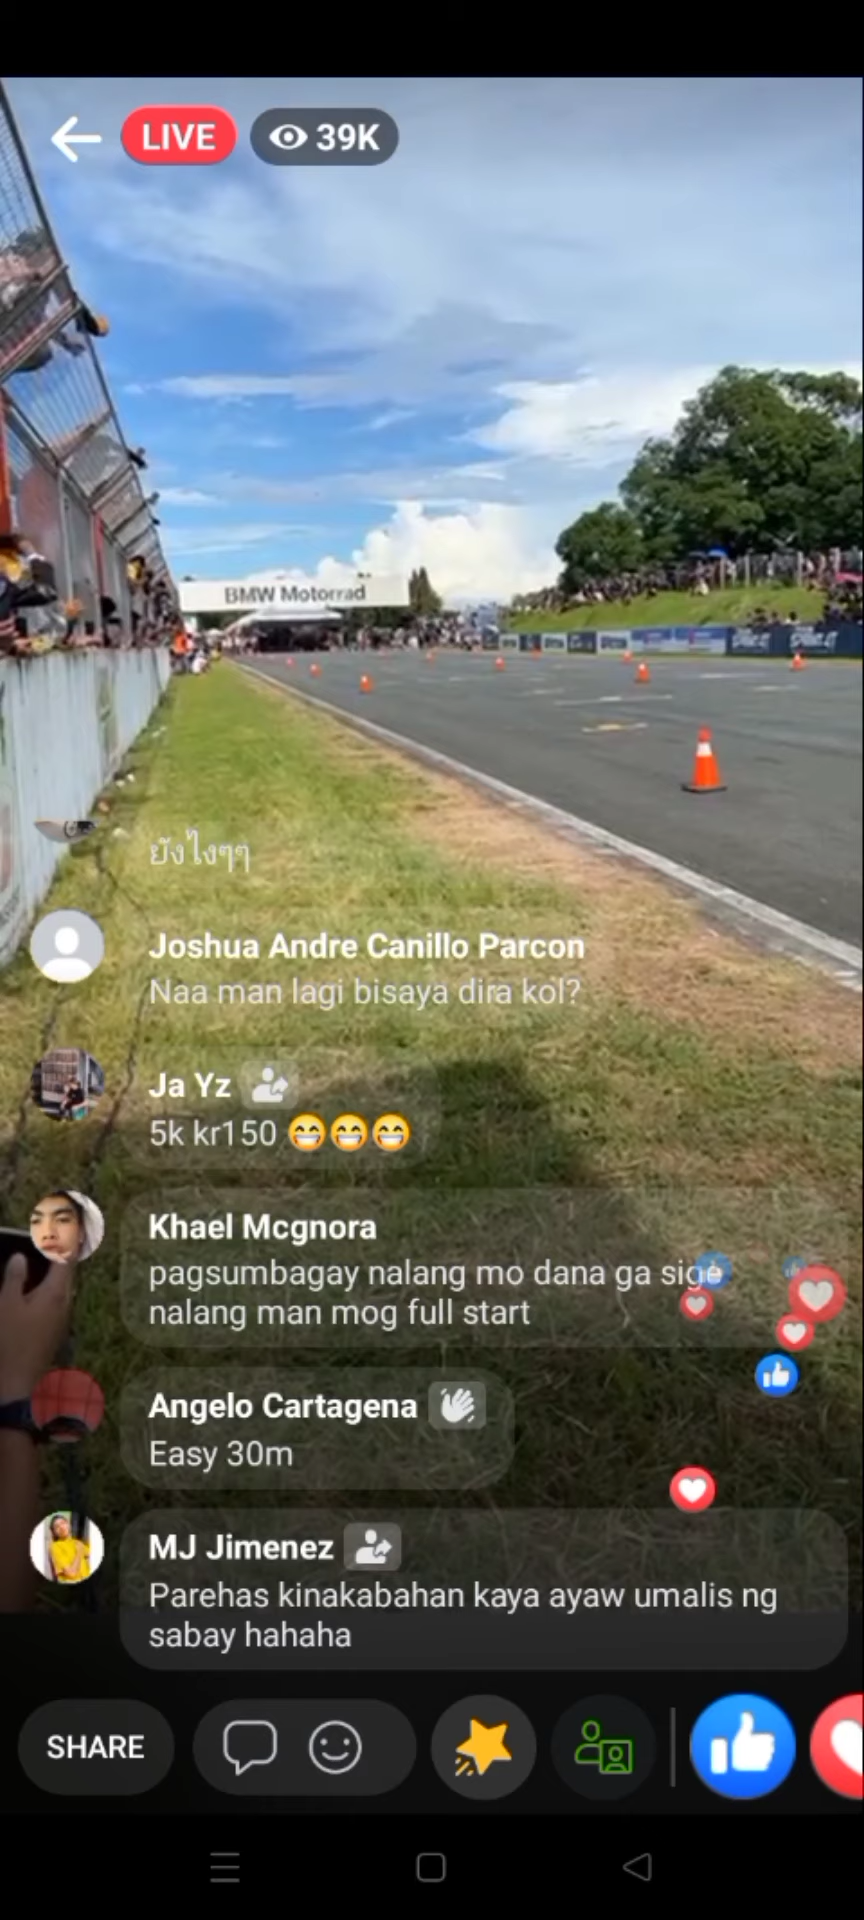 LIVE
39K
BMW Motorrad
ยังไงๆๆ
Joshua Andre Canillo Parcon
Naa man lagi bisaya dira kol?
Ja Yz
5k kr150 😁😁😁
Khael Mcgnora
pagsumbagay nalang mo dana ga sige
nalang man mog full start
Angelo Cartagena
Easy 30m
MJ Jimenez
Parehas kinakabahan kaya ayaw umalis ng
sabay hahaha
SHARE